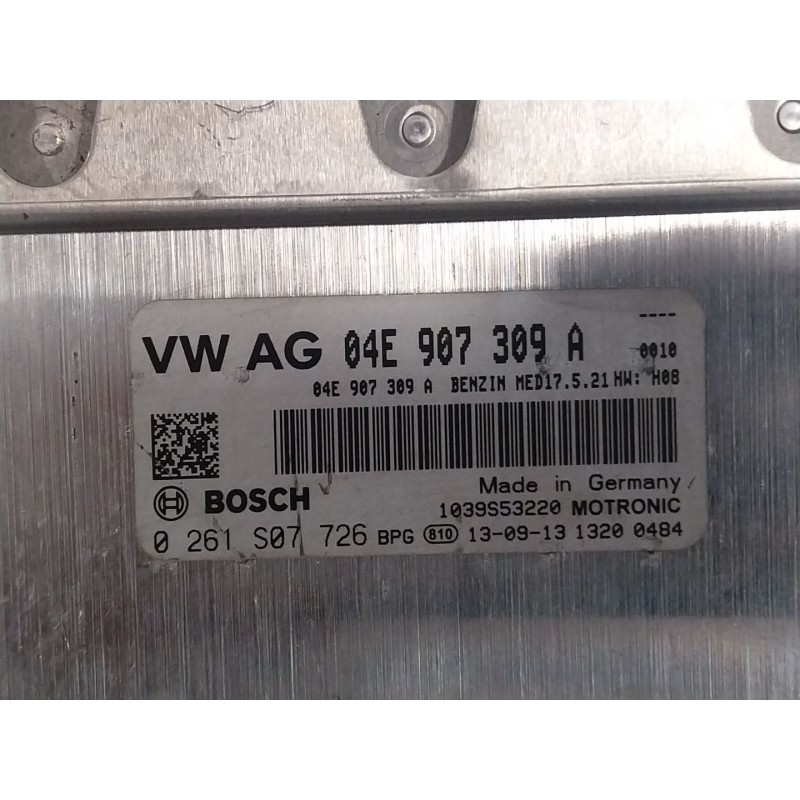 ----
VW AG 04E 907 309 A 0010
04E 907 309 A BENZIN MED17.5.21 HW: H08
Made in Germany
BOSCH 1039S53220 MOTRONIC
0 261 S07 726 BPG 810 13-09-13 1320 0484